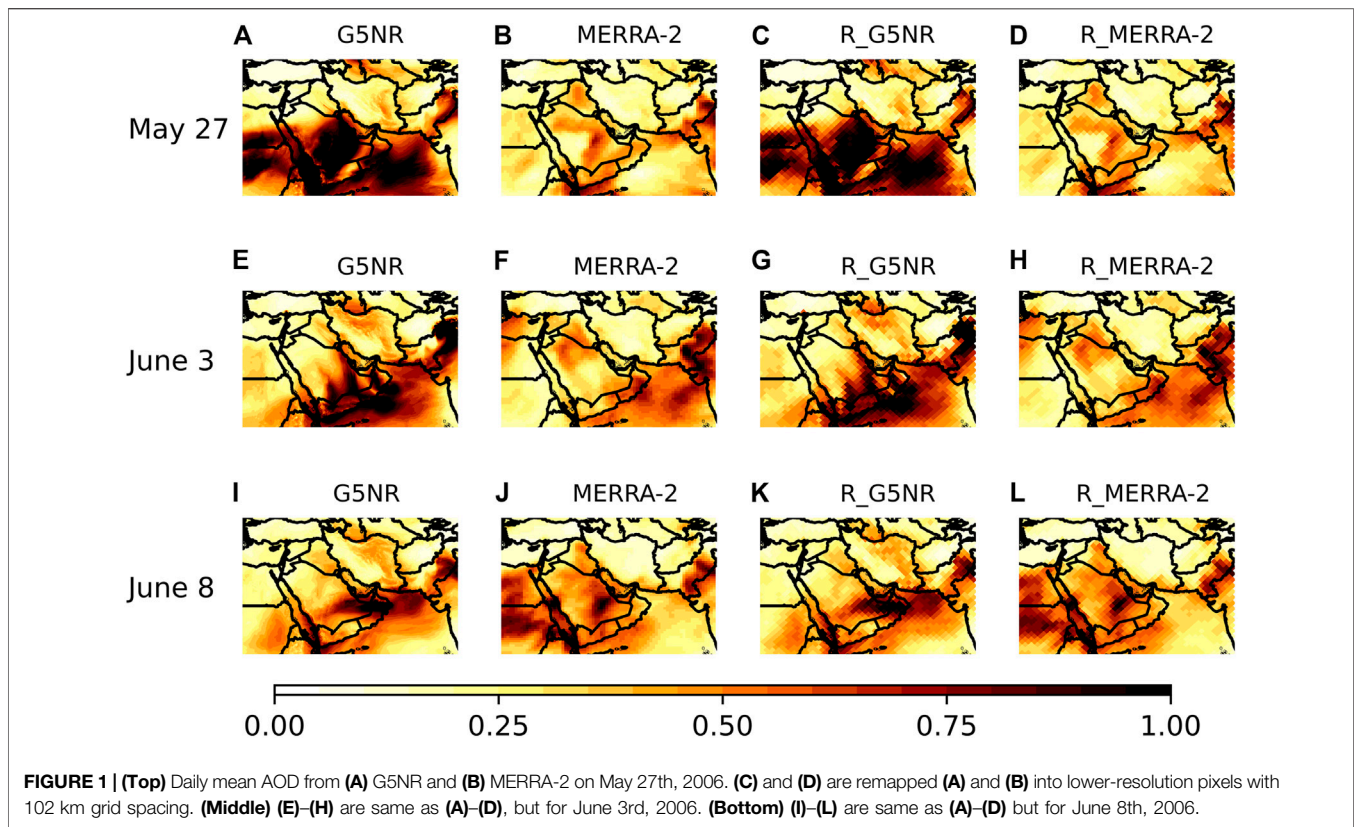 A G5NR
B MERRA-2
C R_G5NR
D R_MERRA-2
May 27
E G5NR
F MERRA-2
G R_G5NR
H R_MERRA-2
June 3
I G5NR
J MERRA-2
K R_G5NR
L R_MERRA-2
June 8
0.00 0.25 0.50 0.75 1.00
FIGURE 1 | (Top) Daily mean AOD from (A) G5NR and (B) MERRA-2 on May 27th, 2006. (C) and (D) are remapped (A) and (B) into lower-resolution pixels with
102 km grid spacing. (Middle) (E)–(H) are same as (A)–(D), but for June 3rd, 2006. (Bottom) (I)–(L) are same as (A)–(D) but for June 8th, 2006.